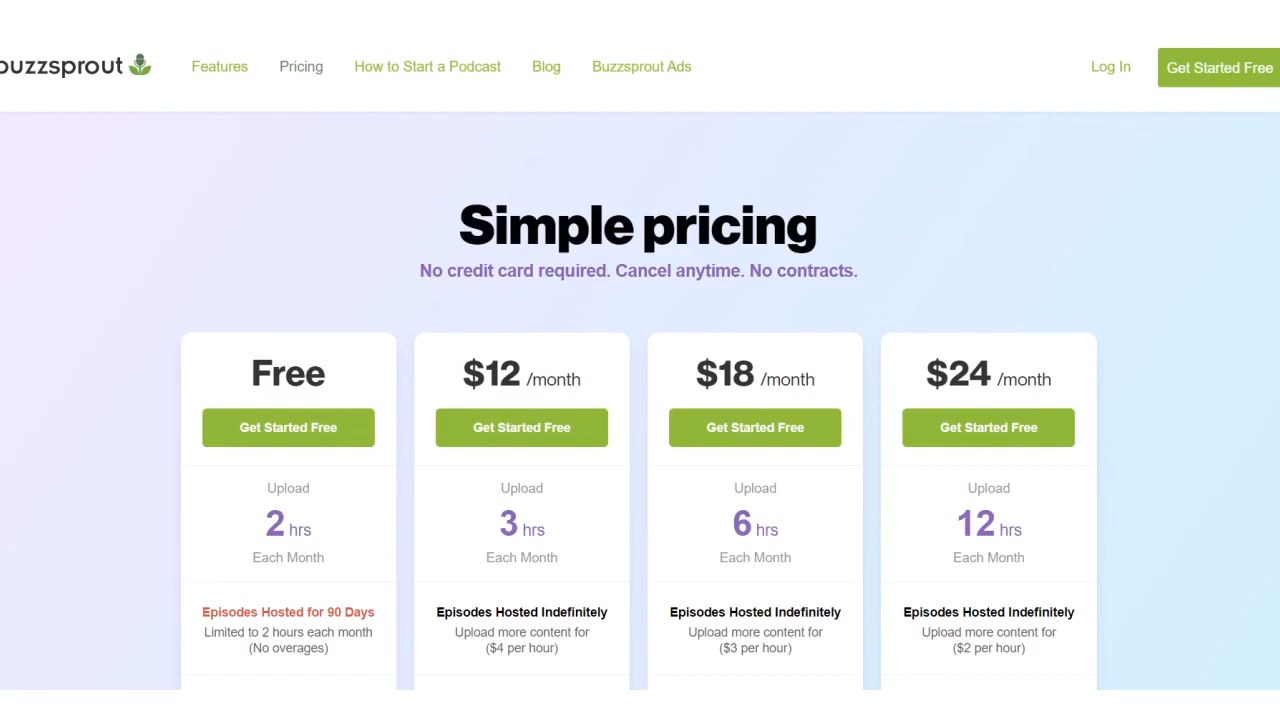 buzzsprout
Features Pricing How to Start a Podcast Blog Buzzsprout Ads Log In Get Started Free
Simple pricing
No credit card required. Cancel anytime. No contracts.
Free
Get Started Free
Upload
2 hrs
Each Month
Episodes Hosted for 90 Days
Limited to 2 hours each month
(No overages)
$12 /month
Get Started Free
Upload
3 hrs
Each Month
Episodes Hosted Indefinitely
Upload more content for
($4 per hour)
$18 /month
Get Started Free
Upload
6 hrs
Each Month
Episodes Hosted Indefinitely
Upload more content for
($3 per hour)
$24 /month
Get Started Free
Upload
12 hrs
Each Month
Episodes Hosted Indefinitely
Upload more content for
($2 per hour)